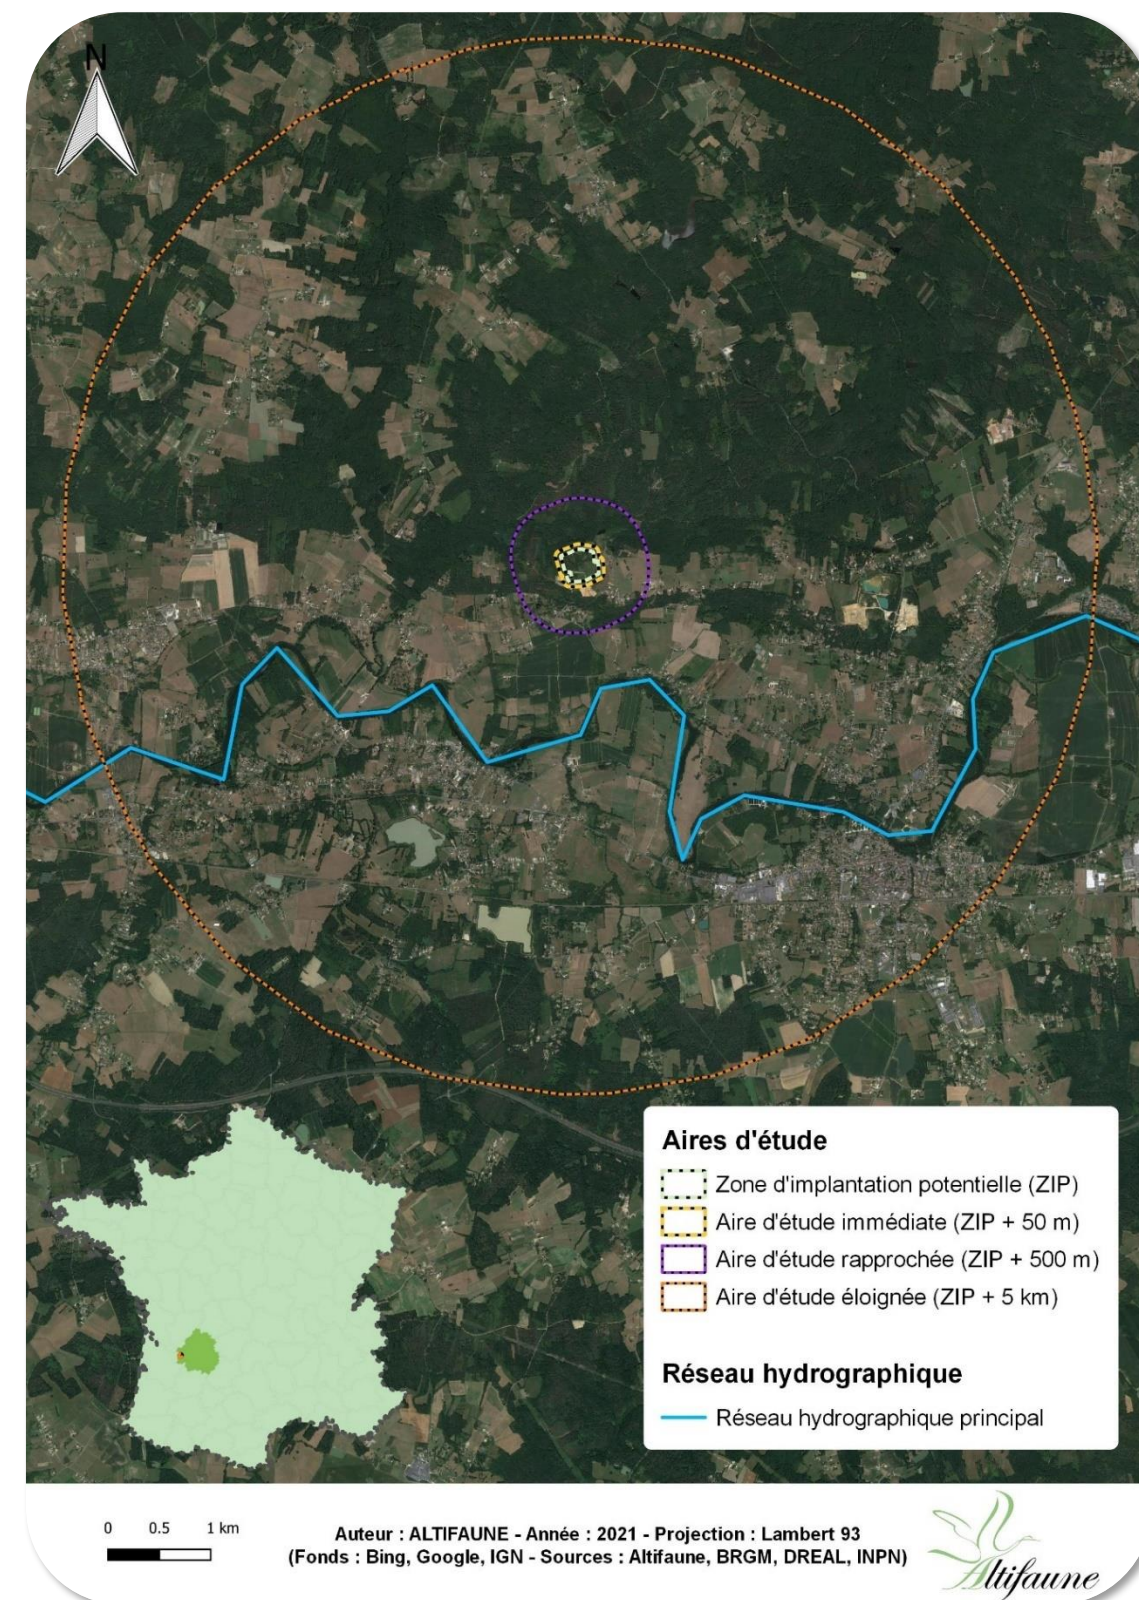 N
Aires d'étude
Zone d'implantation potentielle (ZIP)
Aire d'étude immédiate (ZIP + 50 m)
Aire d'étude rapprochée (ZIP + 500 m)
Aire d'étude éloignée (ZIP + 5 km)
Réseau hydrographique
Réseau hydrographique principal
0 0.5 1 km
Auteur : ALTIFAUNE - Année : 2021 - Projection : Lambert 93
(Fonds : Bing, Google, IGN - Sources : Altifaune, BRGM, DREAL, INPN)
Altifaune